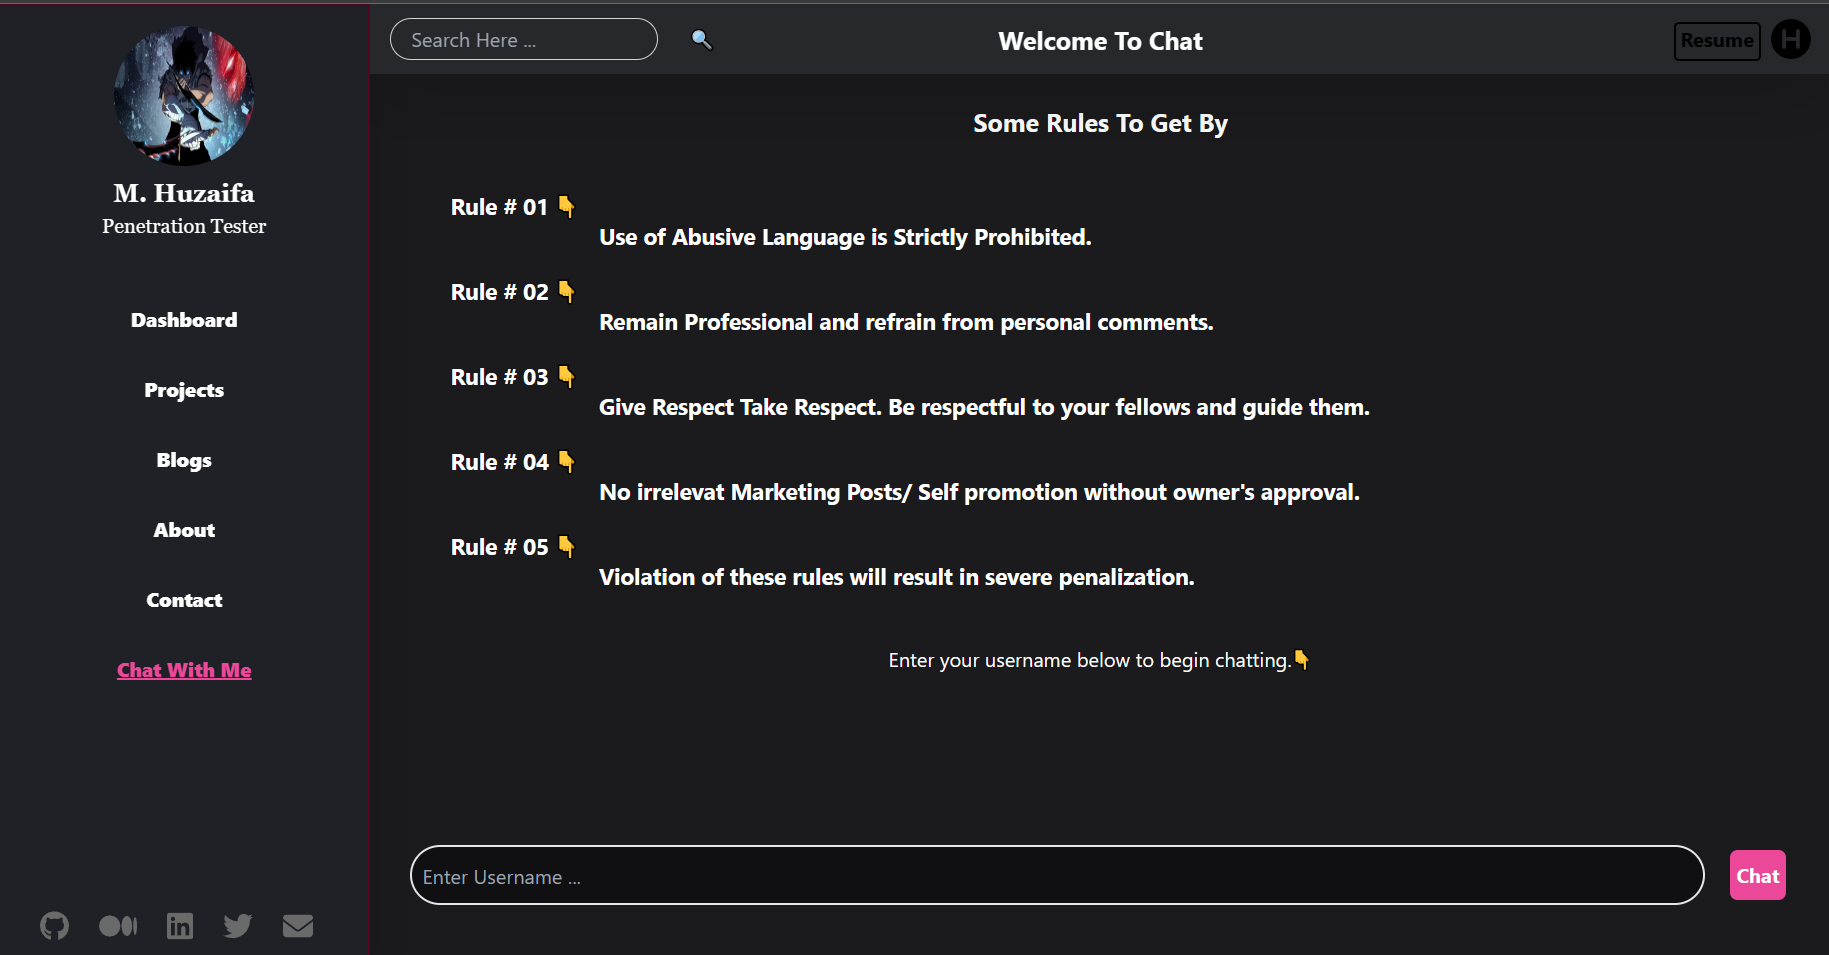 M. Huzaifa
Penetration Tester
Dashboard
Projects
Blogs
About
Contact
Chat With Me
Search Here ...
Welcome To Chat
Resume
H
Some Rules To Get By
Rule # 01 👇
Use of Abusive Language is Strictly Prohibited.
Rule # 02 👇
Remain Professional and refrain from personal comments.
Rule # 03 👇
Give Respect Take Respect. Be respectful to your fellows and guide them.
Rule # 04 👇
No irrelevat Marketing Posts/ Self promotion without owner's approval.
Rule # 05 👇
Violation of these rules will result in severe penalization.
Enter your username below to begin chatting.👇
Enter Username ...
Chat